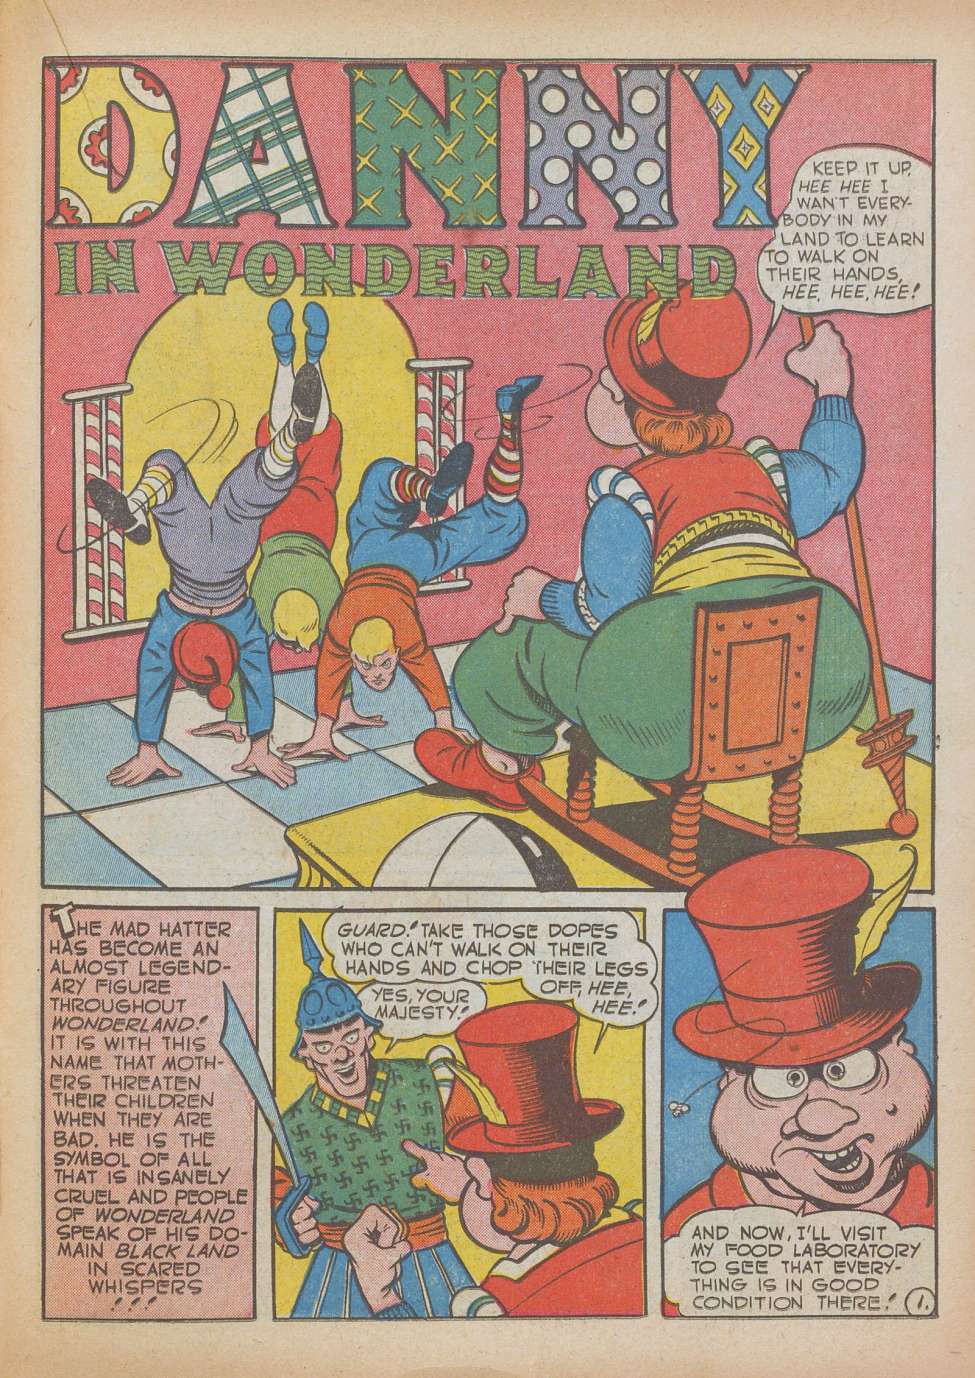 DANNY
IN WONDERLAND
KEEP IT UP,
HEE HEE I
WANT EVERY-
BODY IN MY
LAND TO LEARN
TO WALK ON
THEIR HANDS,
HEE, HEE, HEE!
THE MAD HATTER
HAS BECOME AN
ALMOST LEGEND-
ARY FIGURE
THROUGHOUT
WONDERLAND!
IT IS WITH THIS
NAME THAT MOTH-
ERS THREATEN
THEIR CHILDREN
WHEN THEY ARE
BAD. HE IS THE
SYMBOL OF ALL
THAT IS INSANELY
CRUEL AND PEOPLE
OF WONDERLAND
SPEAK OF HIS DO-
MAIN BLACK LAND
IN SCARED
WHISPERS
!!!
GUARD! TAKE THOSE DOPES
WHO CAN'T WALK ON THEIR
HANDS AND CHOP THEIR LEGS
OFF, HEE,
HEE!
YES, YOUR
MAJESTY!
AND NOW, I'LL VISIT
MY FOOD LABORATORY
TO SEE THAT EVERY-
THING IS IN GOOD
CONDITION THERE!
1.